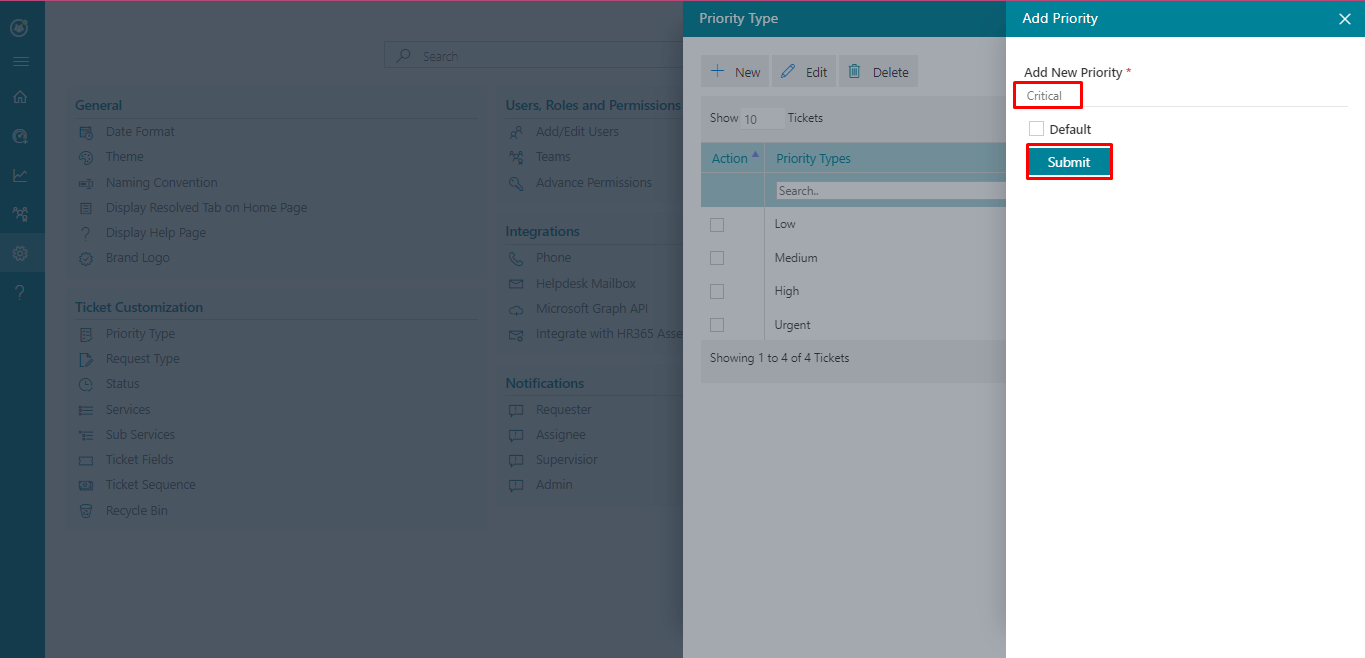 Search
General
Date Format
Theme
Naming Convention
Display Resolved Tab on Home Page
Display Help Page
Brand Logo
Ticket Customization
Priority Type
Request Type
Status
Services
Sub Services
Ticket Fields
Ticket Sequence
Recycle Bin
Users, Roles and Permissions
Add/Edit Users
Teams
Advance Permissions
Integrations
Phone
Helpdesk Mailbox
Microsoft Graph API
Integrate with HR365 Asse
Notifications
Requester
Assignee
Supervisior
Admin
Priority Type
New Edit Delete
Show 10 Tickets
Action Priority Types
Search..
Low
Medium
High
Urgent
Showing 1 to 4 of 4 Tickets
Add Priority
Add New Priority *
Critical
Default
Submit